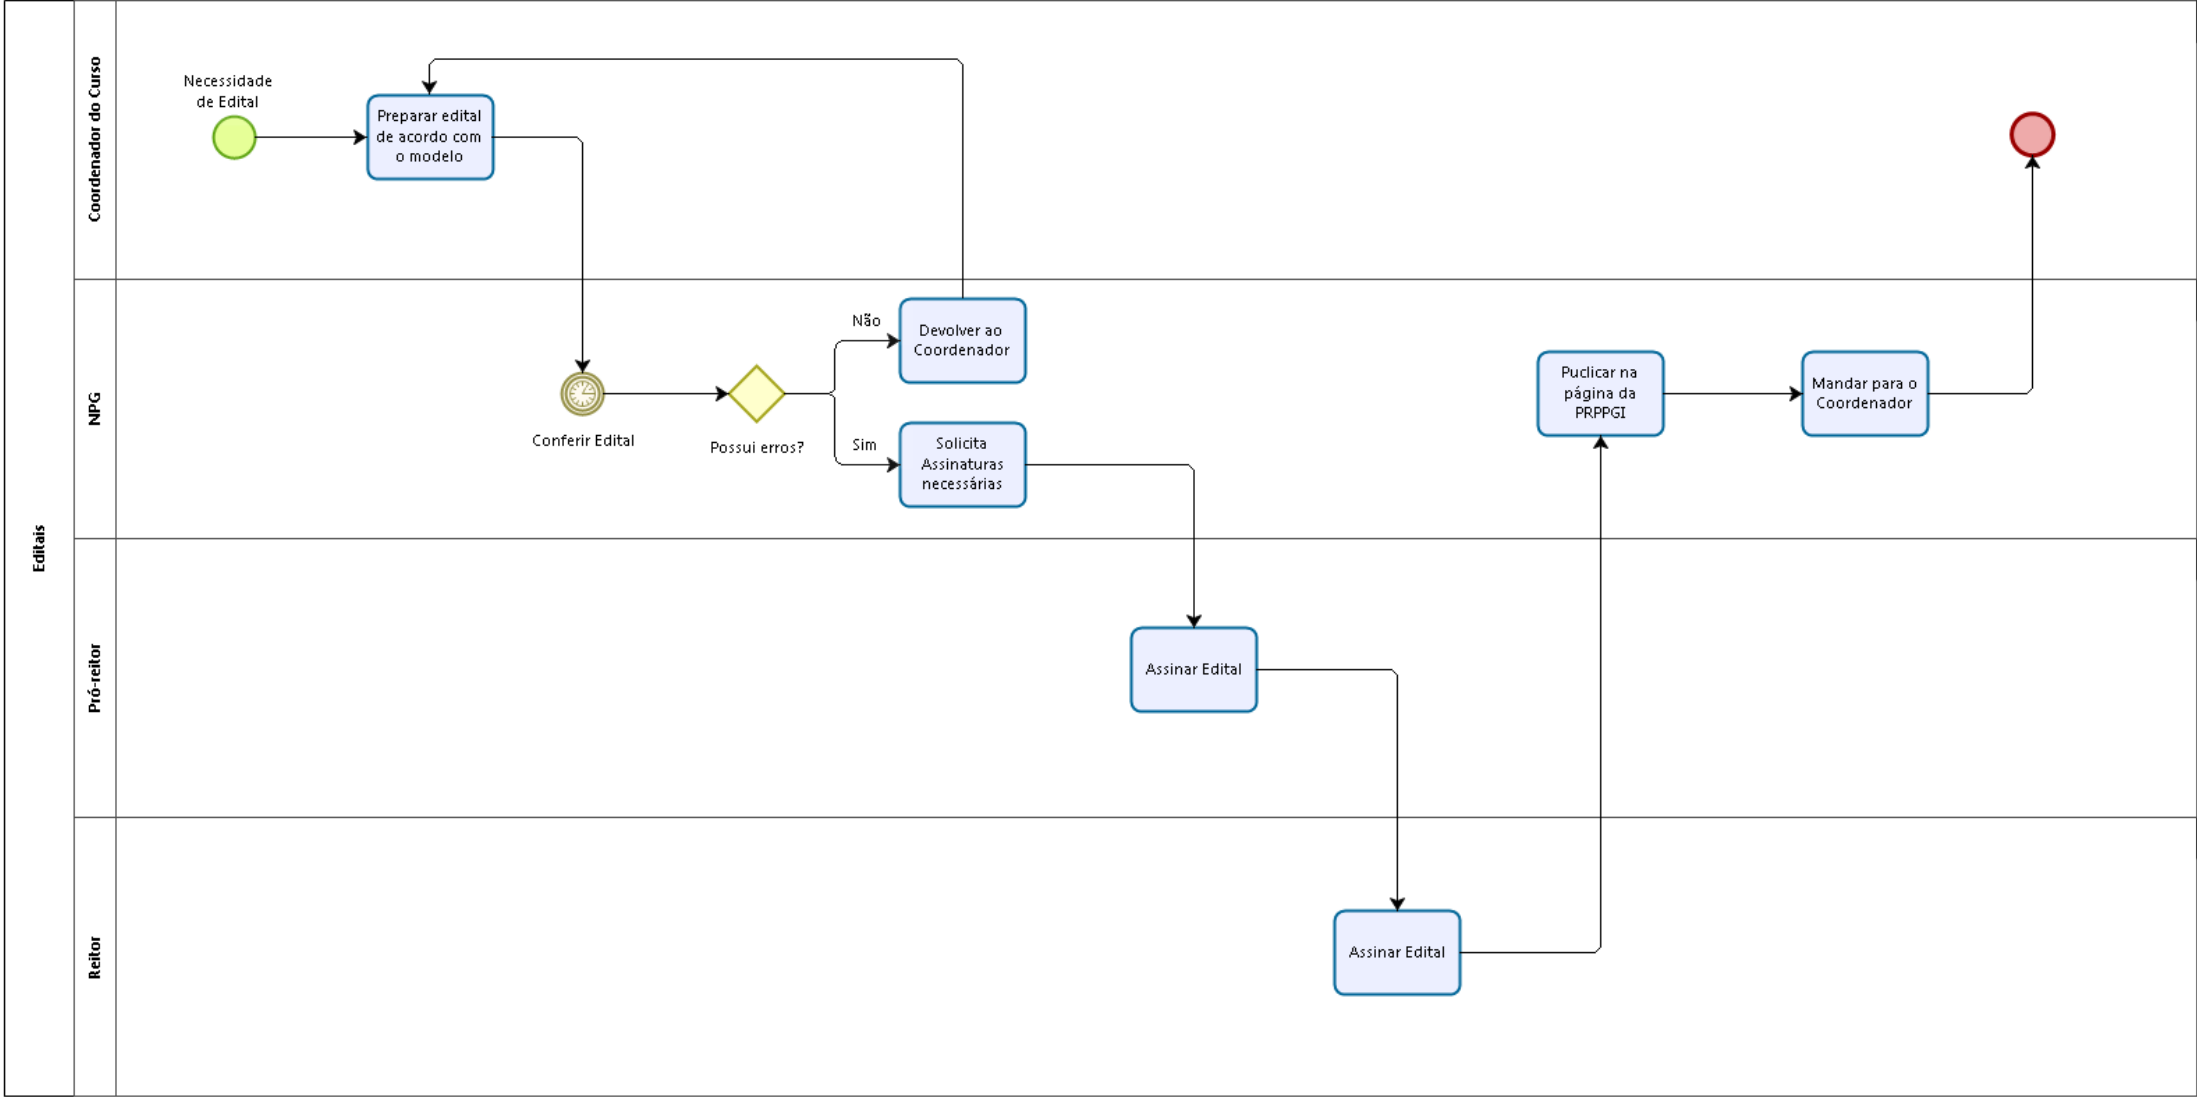 Editais
Coordenador do Curso
Necessidade
de Edital
Preparar edital
de acordo com
o modelo
NPG
Conferir Edital
Possui erros?
Não
Devolver ao
Coordenador
Sim
Solicita
Assinaturas
necessárias
Puclicar na
página da
PRPPGI
Mandar para o
Coordenador
Pró-reitor
Assinar Edital
Reitor
Assinar Edital